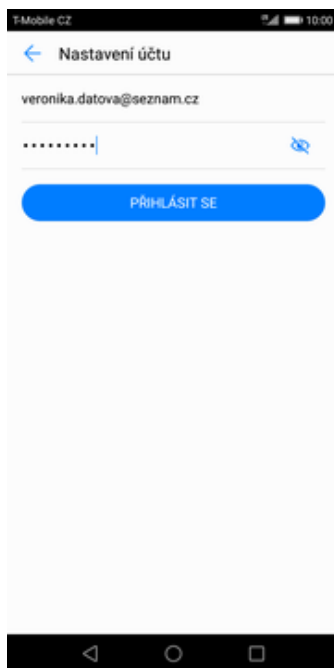 T-Mobile CZ 10:00
Nastavení účtu
veronika.datova@seznam.cz
•••••••••
PŘIHLÁSIT SE